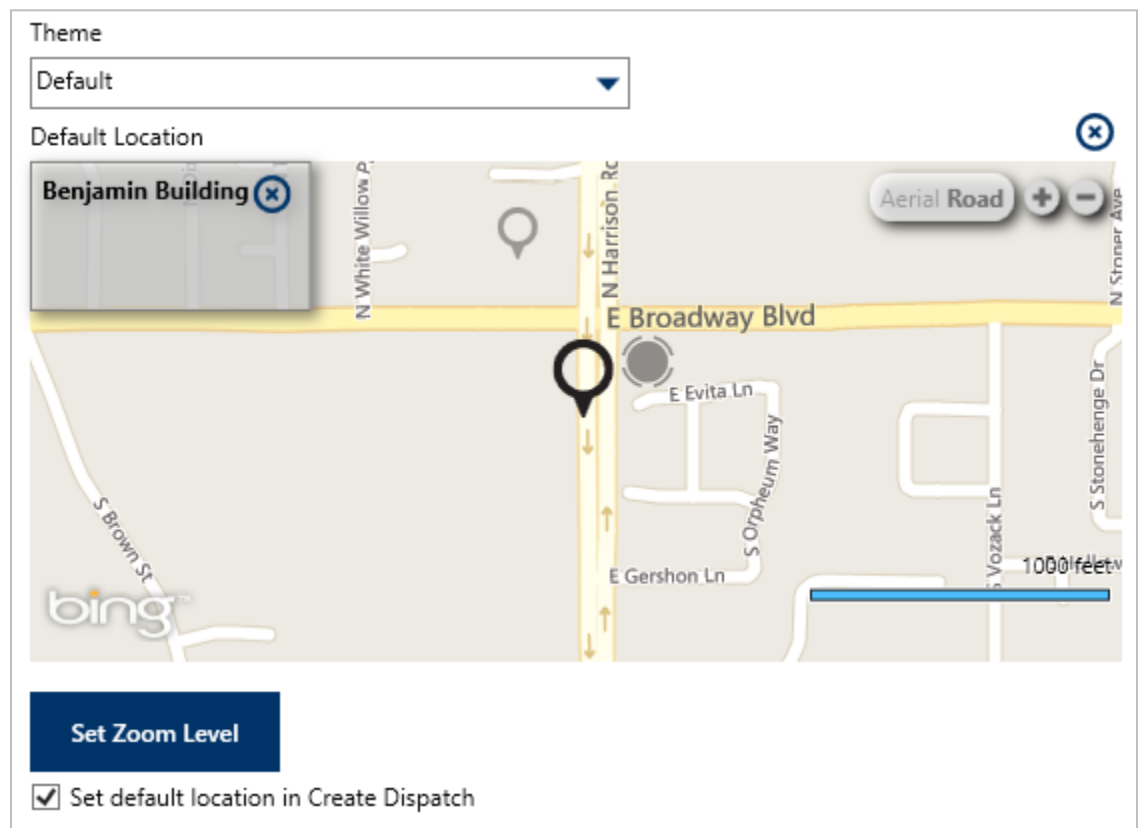 Theme
Default
Default Location
Benjamin Building
Aerial Road
N White Willow
N Harrison
N Stoner Ave
E Broadway Blvd
E Evita Ln
S Orpheum Way
S Stonehenge Dr
S Vozack Ln
S Brown St
1000 feet
E Gershon Ln
bing™
Set Zoom Level
Set default location in Create Dispatch